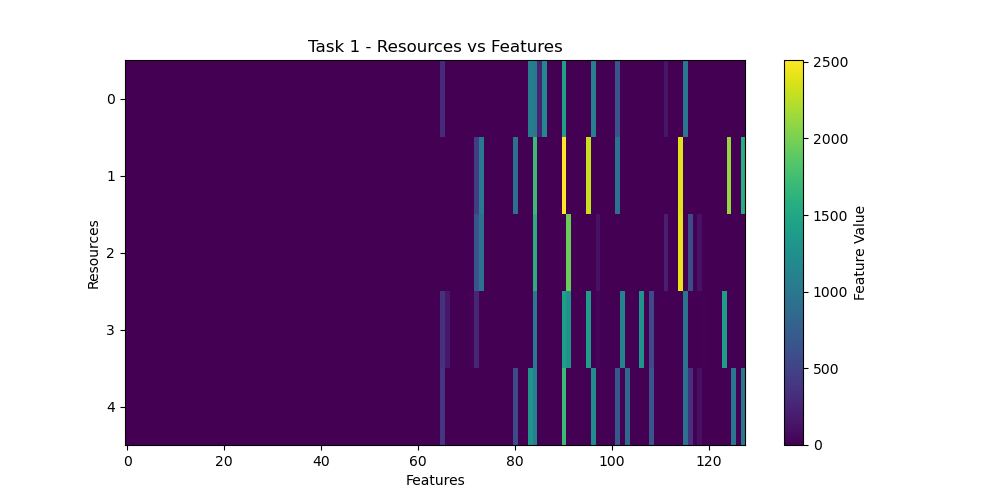 Task 1 - Resources vs Features
0
1
2
3
4
Resources
0 20 40 60 80 100 120
Features
2500
2000
1500
1000
500
0
Feature Value